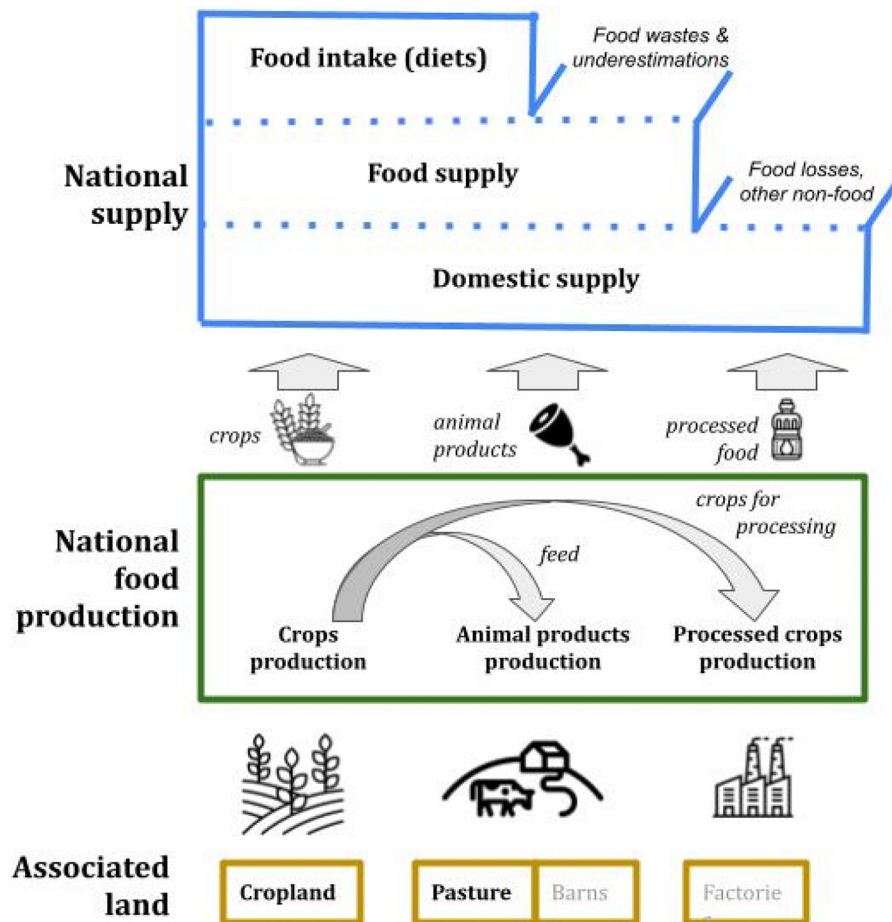 Food intake (diets)
Food wastes &
underestimations
National
supply
Food supply
Food losses,
other non-food
Domestic supply
crops
animal
products
processed
food
National
food
production
crops for
processing
feed
Crops
production
Animal products
production
Processed crops
production
Associated
land
Cropland
Pasture
Barns
Factorie